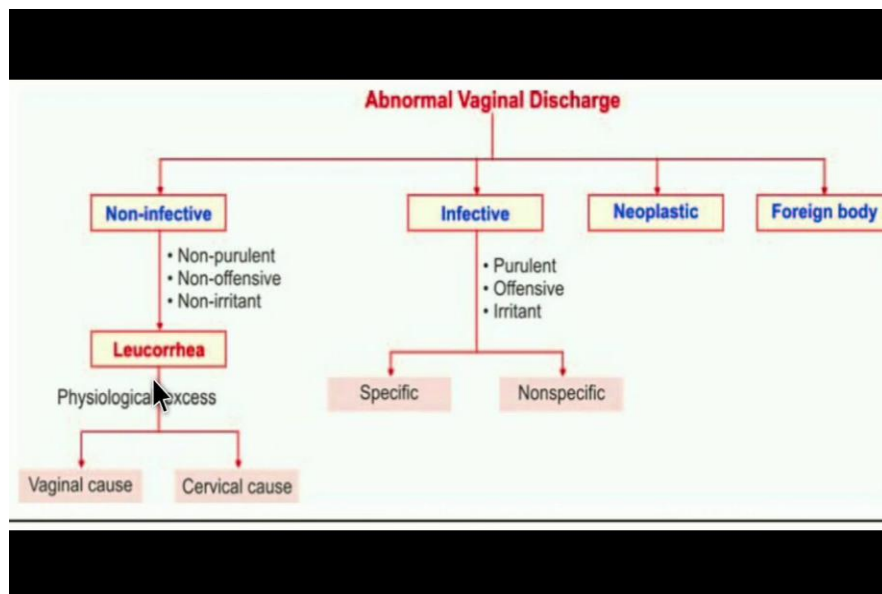 Abnormal Vaginal Discharge
Non-infective
Infective
Neoplastic
Foreign body
• Non-purulent
• Non-offensive
• Non-irritant
• Purulent
• Offensive
• Irritant
Leucorrhea
Physiological excess
Specific
Nonspecific
Vaginal cause
Cervical cause